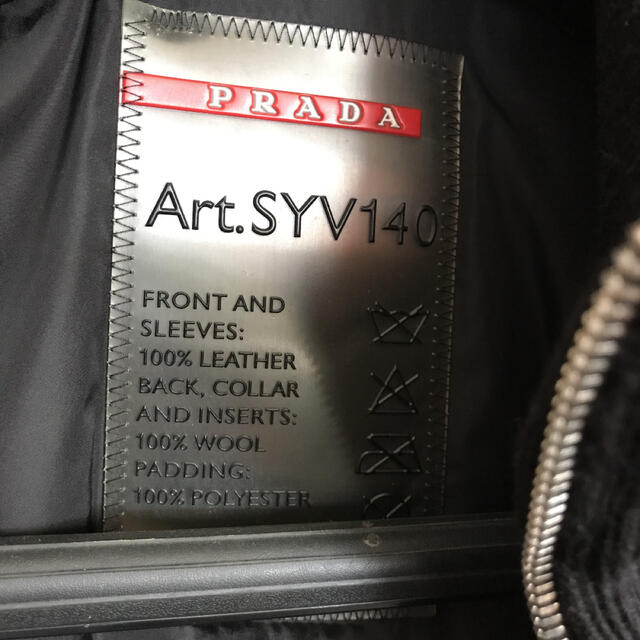 PRADA
Art.SYV140
FRONT AND
SLEEVES:
100% LEATHER
BACK, COLLAR
AND INSERTS:
100% WOOL
PADDING:
100% POLYESTER